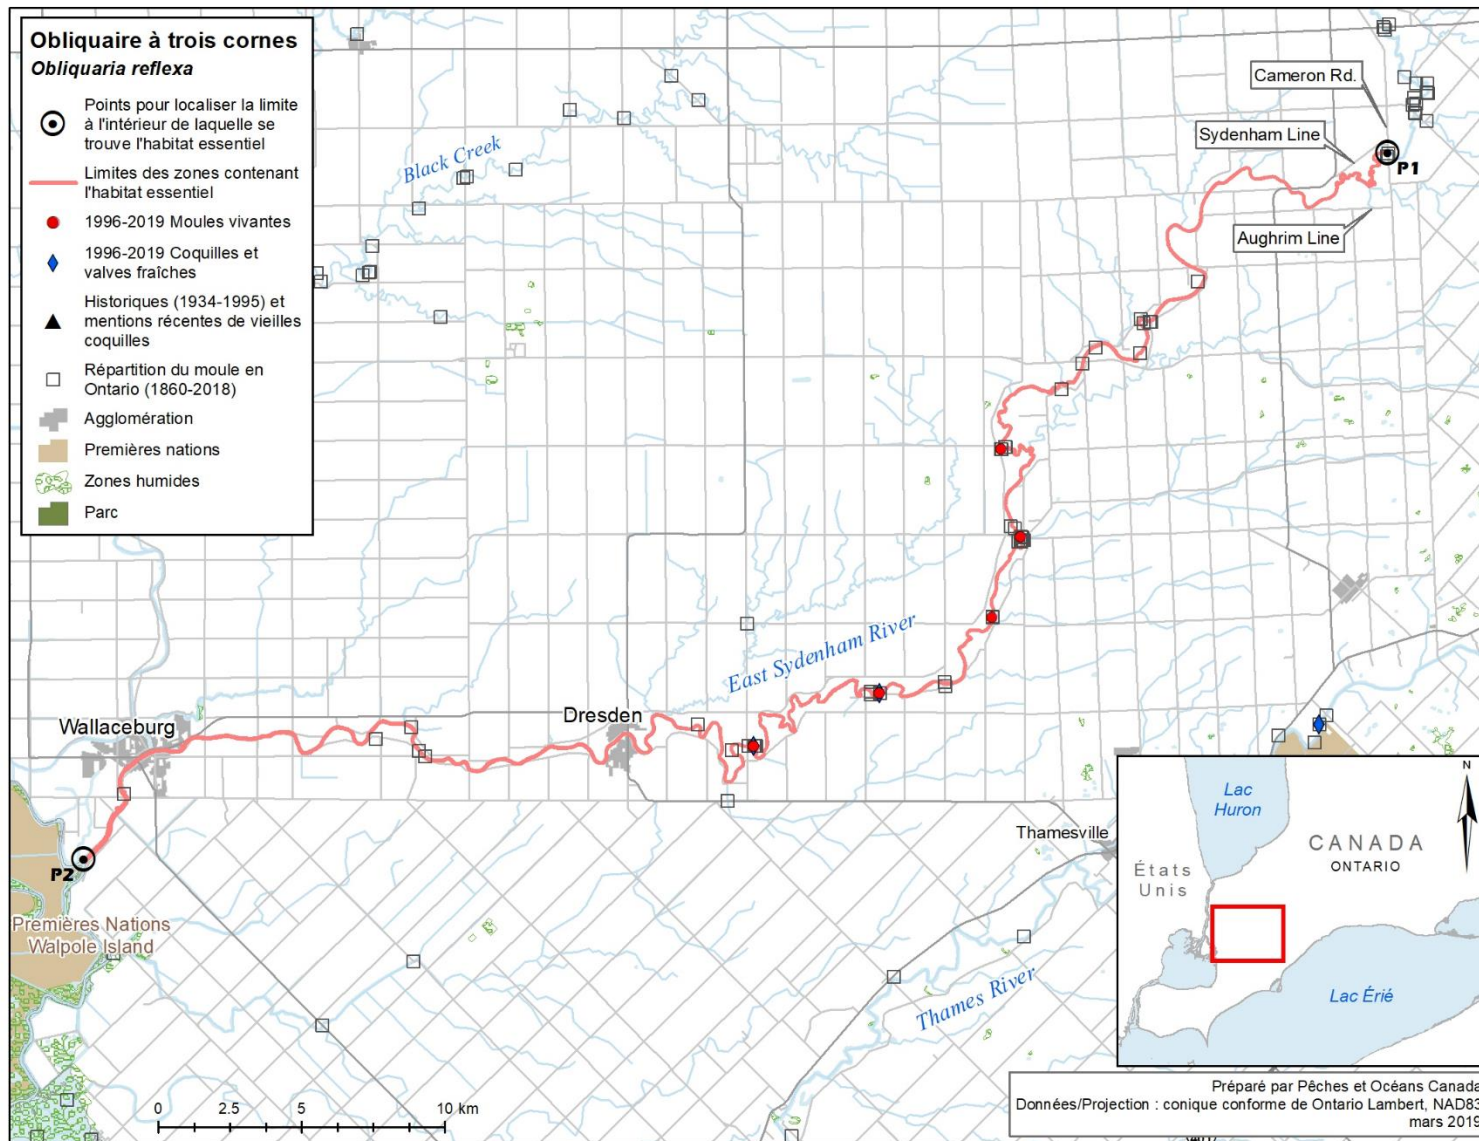 Obliquaire à trois cornes
Obliquaria reflexa
Points pour localiser la limite
à l'intérieur de laquelle se
trouve l'habitat essentiel
Limites des zones contenant
l'habitat essentiel
1996-2019 Moules vivantes
1996-2019 Coquilles et
valves fraîches
Historiques (1934-1995) et
mentions récentes de vieilles
coquilles
Répartition du moule en
Ontario (1860-2018)
Agglomération
Premières nations
Zones humides
Parc
Black Creek
Cameron Rd.
Sydenham Line
P1
Aughrim Line
East Sydenham River
Wallaceburg
Dresden
P2
Premières Nations
Walpole Island
Thamesville
Thames River
0 2.5 5 10 km
N
Lac
Huron
CANADA
ONTARIO
États
Unis
Lac Érié
Préparé par Pêches et Océans Canada
Données/Projection : conique conforme de Ontario Lambert, NAD83
mars 2019